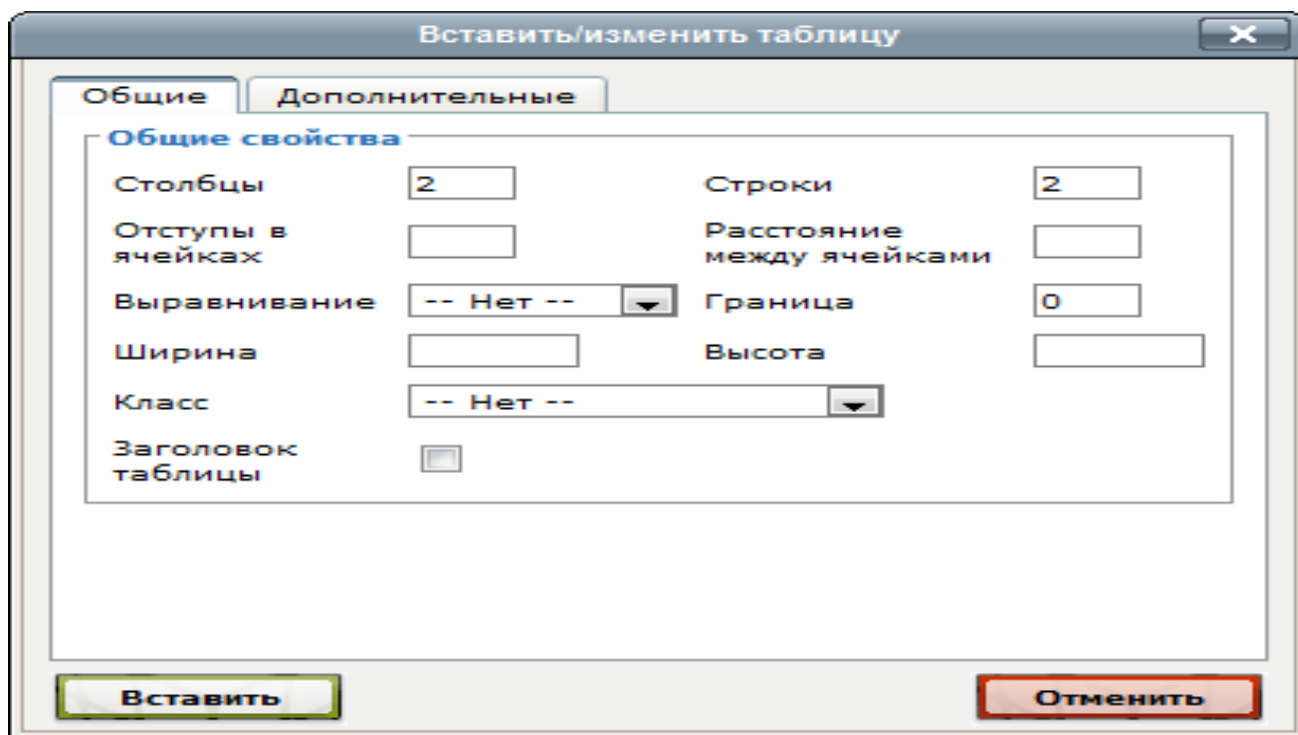 Вставить/изменить таблицу
Общие
Дополнительные
Общие свойства
Столбцы 2 Строки 2
Отступы в
ячейках
Расстояние
между ячейками
Выравнивание -- Нет -- Граница 0
Ширина Высота
Класс -- Нет --
Заголовок
таблицы
Вставить Отменить